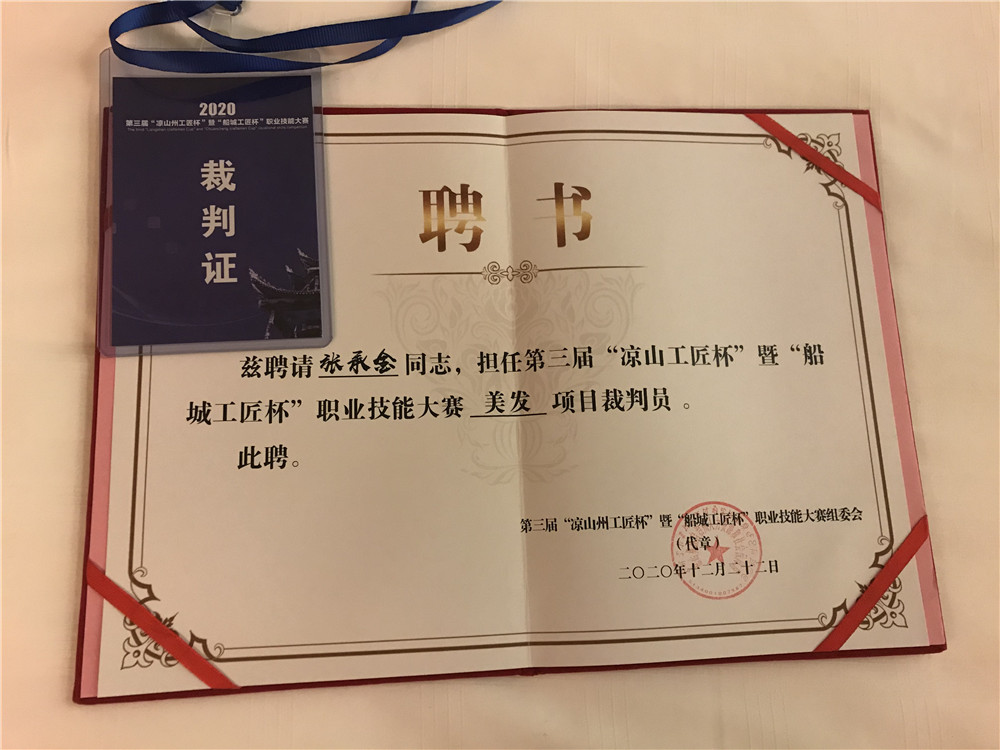 2020
第三届“凉山州工匠杯”暨“船城工匠杯”职业技能大赛
裁
判
证
聘书
兹聘请张承金同志，担任第三届“凉山工匠杯”暨“船
城工匠杯”职业技能大赛 美发 项目裁判员。
此聘。
第三届“凉山州工匠杯”暨“船城工匠杯”职业技能大赛组委会
（代章）
二〇二〇年十二月二十二日